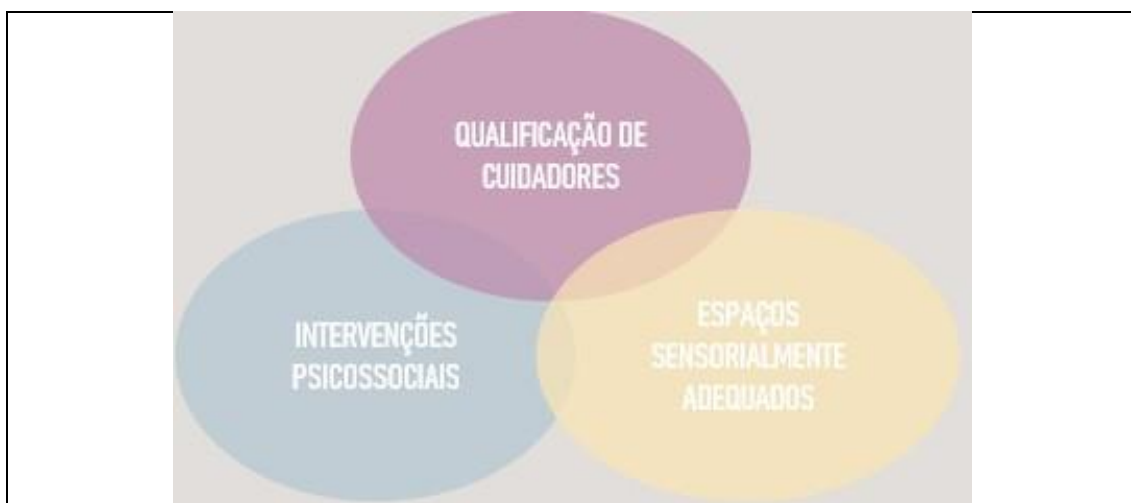 QUALIFICAÇÃO DE
CUIDADORES
INTERVENÇÕES
PSICOSSOCIAIS
ESPAÇOS
SENSORIALMENTE
ADEQUADOS